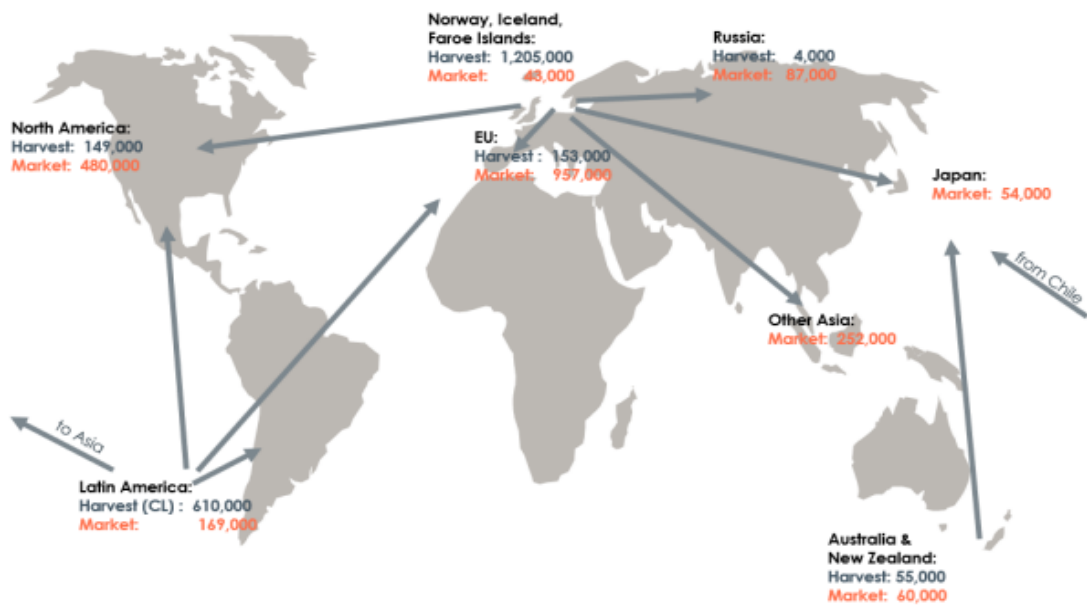 Norway, Iceland,
Faroe Islands:
Harvest: 1,205,000
Market: 48,000
Russia:
Harvest: 4,000
Market: 87,000
North America:
Harvest: 149,000
Market: 480,000
EU:
Harvest : 153,000
Market: 957,000
Japan:
Market: 54,000
from Chile
Other Asia:
Market: 252,000
to Asia
Latin America:
Harvest (CL) : 610,000
Market: 169,000
Australia &
New Zealand:
Harvest: 55,000
Market: 60,000